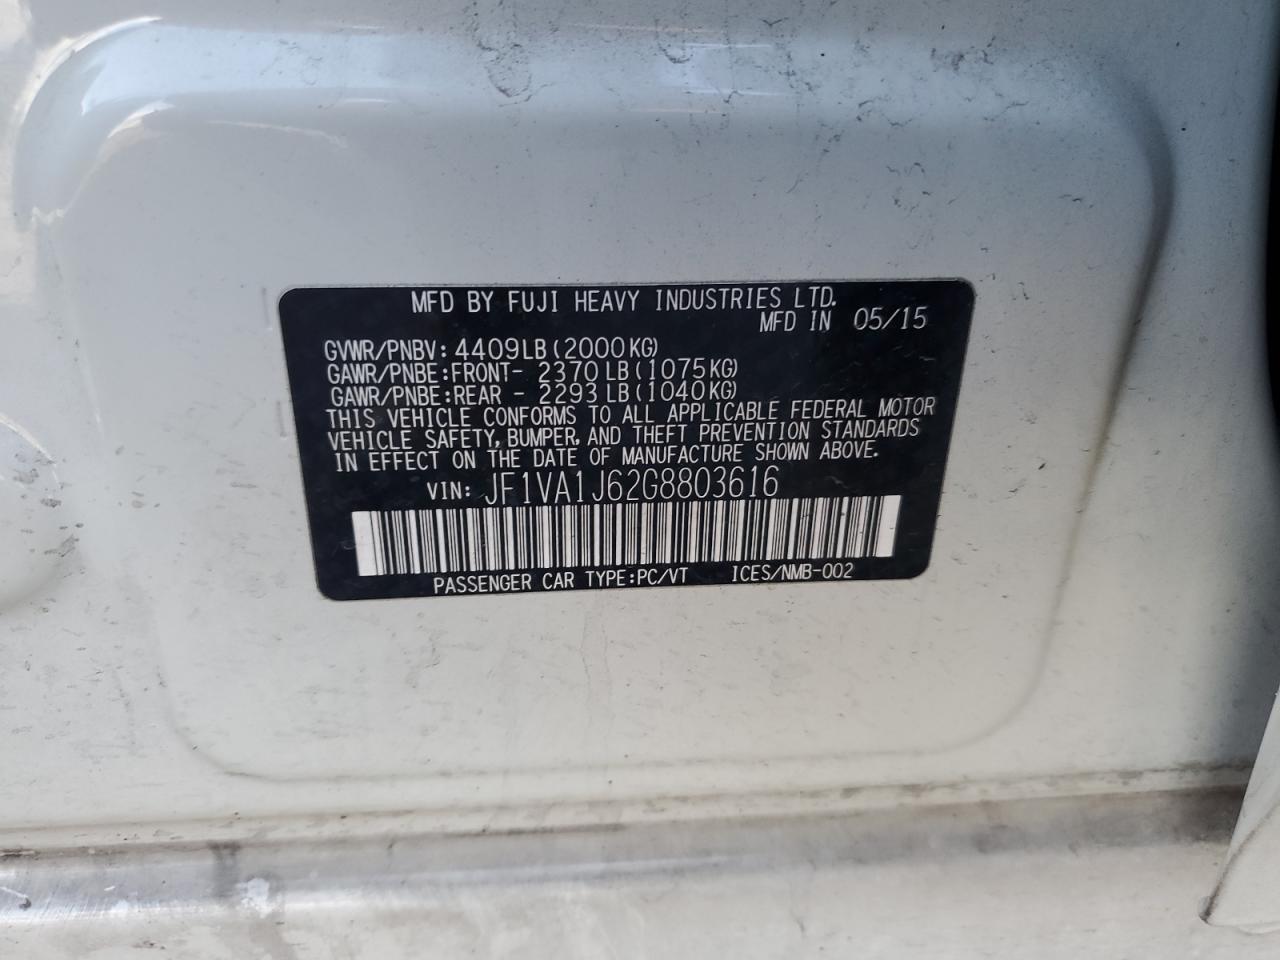 MFD BY FUJI HEAVY INDUSTRIES LTD.
MFD IN 05/15
GVWR/PNBV: 4409LB(2000KG)
GAWR/PNBE:FRONT- 2370LB(1075KG)
GAWR/PNBE:REAR - 2293LB(1040KG)
THIS VEHICLE CONFORMS TO ALL APPLICABLE FEDERAL MOTOR
VEHICLE SAFETY, BUMPER, AND THEFT PREVENTION STANDARDS
IN EFFECT ON THE DATE OF MANUFACTURE SHOWN ABOVE.
VIN: JF1VA1J62G8803616
PASSENGER CAR TYPE:PC/VT ICES/NMB-002